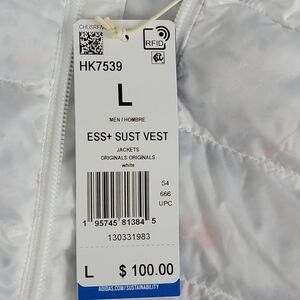 RFID
HK7539
L
MEN / HOMBRE
ESS+ SUST VEST
JACKETS
ORIGINALS ORIGINALS
white
54
666
UPC
1 95745 81384 5
130331983
L $ 100.00
ADIDAS.COM/SUSTAINABILITY